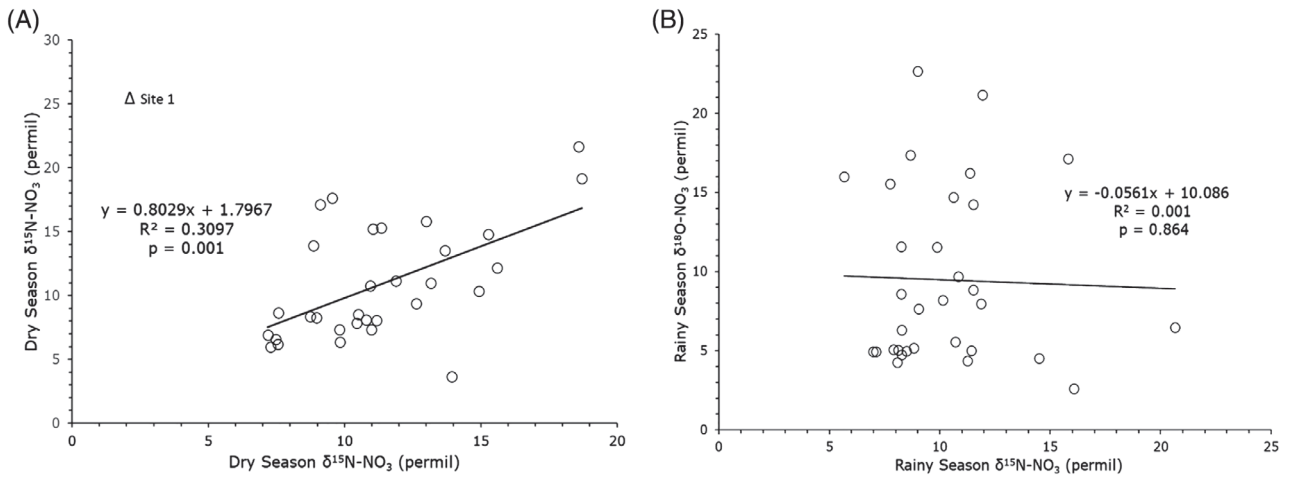 (A)
30
25
20
15
10
5
0
Dry Season δ¹⁵N-NO₃ (permil)
Δ Site 1
y = 0.8029x + 1.7967
R² = 0.3097
p = 0.001
0 5 10 15 20
Dry Season δ¹⁵N-NO₃ (permil)
(B)
25
20
15
10
5
0
Rainy Season δ¹⁸O-NO₃ (permil)
y = -0.0561x + 10.086
R² = 0.001
p = 0.864
0 5 10 15 20 25
Rainy Season δ¹⁵N-NO₃ (permil)